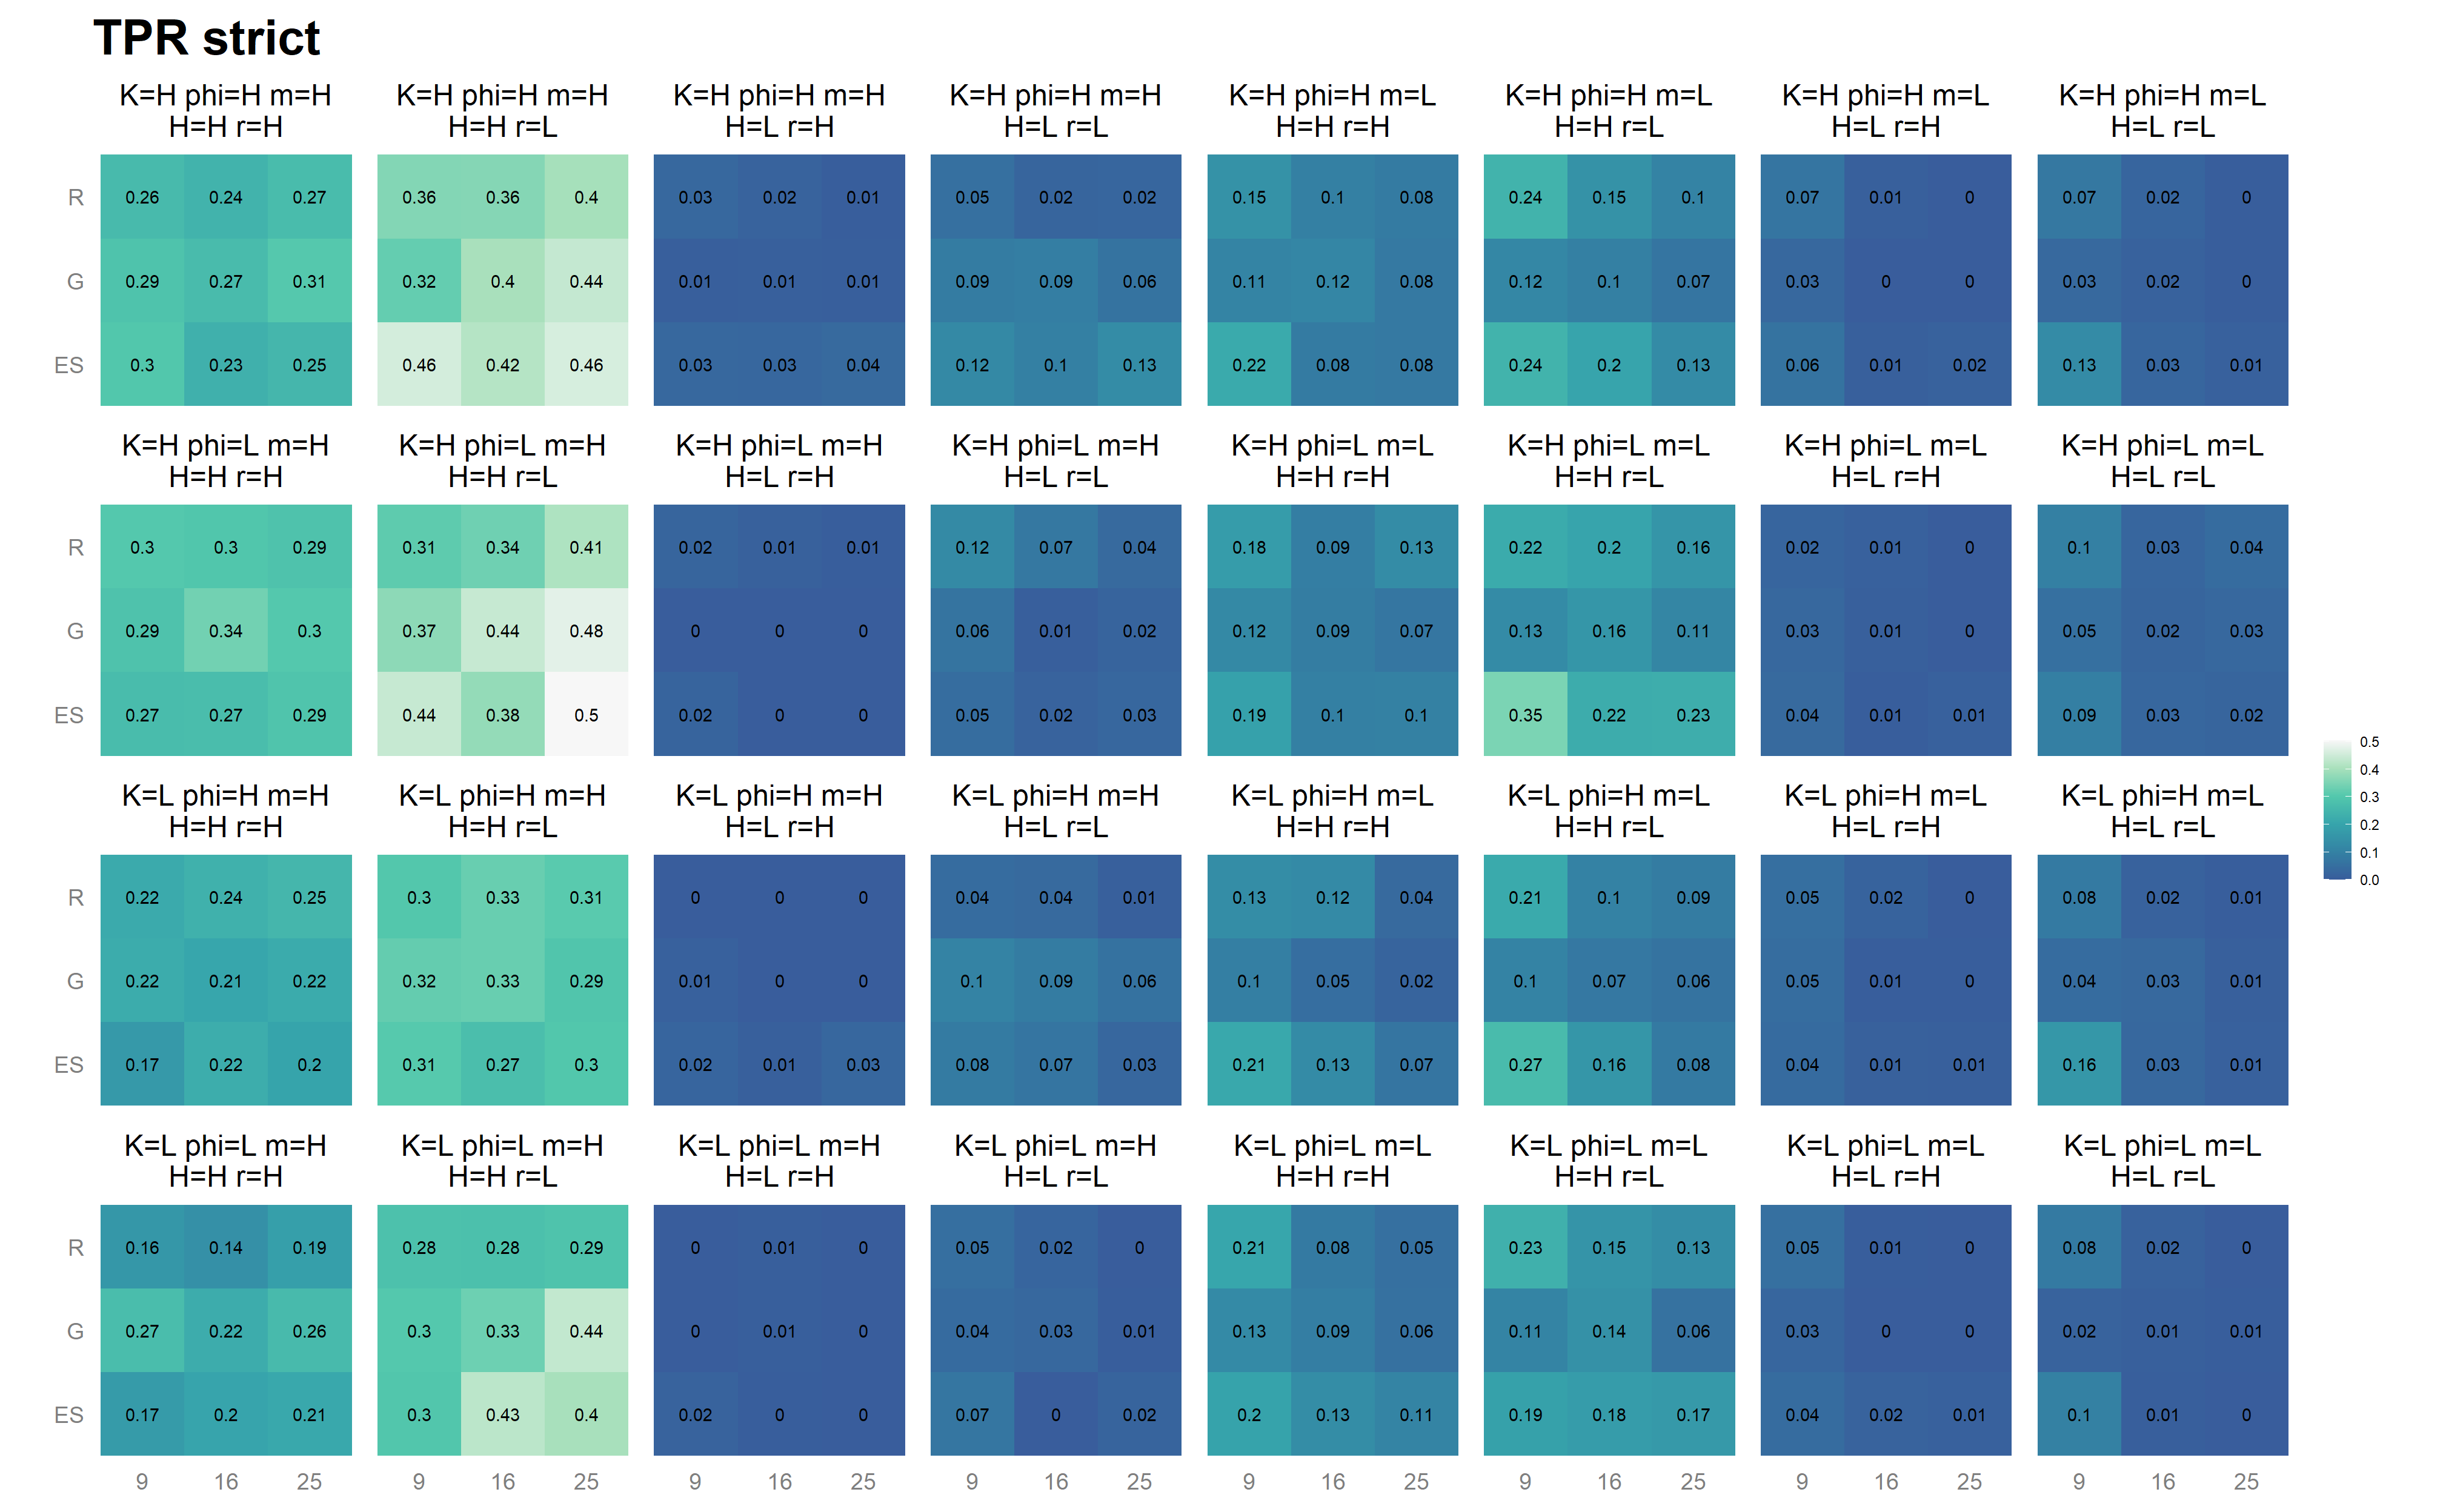 TPR strict
K=H phi=H m=H K=H phi=H m=H K=H phi=H m=H K=H phi=H m=H K=H phi=H m=L K=H phi=H m=L K=H phi=H m=L K=H phi=H m=L
H=H r=H H=H r=L H=L r=H H=L r=L H=H r=H H=H r=L H=L r=H H=L r=L
R 0.26 0.24 0.27 0.36 0.36 0.4 0.03 0.02 0.01 0.05 0.02 0.02 0.15 0.1 0.08 0.24 0.15 0.1 0.07 0.01 0 0.07 0.02 0
G 0.29 0.27 0.31 0.32 0.4 0.44 0.01 0.01 0.01 0.09 0.09 0.06 0.11 0.12 0.08 0.12 0.1 0.07 0.03 0 0 0.03 0.02 0
ES 0.3 0.23 0.25 0.46 0.42 0.46 0.03 0.03 0.04 0.12 0.1 0.13 0.22 0.08 0.08 0.24 0.2 0.13 0.06 0.01 0.02 0.13 0.03 0.01
K=H phi=L m=H K=H phi=L m=H K=H phi=L m=H K=H phi=L m=H K=H phi=L m=L K=H phi=L m=L K=H phi=L m=L K=H phi=L m=L
H=H r=H H=H r=L H=L r=H H=L r=L H=H r=H H=H r=L H=L r=H H=L r=L
R 0.3 0.3 0.29 0.31 0.34 0.41 0.02 0.01 0.01 0.12 0.07 0.04 0.18 0.09 0.13 0.22 0.2 0.16 0.02 0.01 0 0.1 0.03 0.04
G 0.29 0.34 0.3 0.37 0.44 0.48 0 0 0 0.06 0.01 0.02 0.12 0.09 0.07 0.13 0.16 0.11 0.03 0.01 0 0.05 0.02 0.03
ES 0.27 0.27 0.29 0.44 0.38 0.5 0.02 0 0 0.05 0.02 0.03 0.19 0.1 0.1 0.35 0.22 0.23 0.04 0.01 0.01 0.09 0.03 0.02
0.5
0.4
0.3
0.2
0.1
0.0
K=L phi=H m=H K=L phi=H m=H K=L phi=H m=H K=L phi=H m=H K=L phi=H m=L K=L phi=H m=L K=L phi=H m=L K=L phi=H m=L
H=H r=H H=H r=L H=L r=H H=L r=L H=H r=H H=H r=L H=L r=H H=L r=L
R 0.22 0.24 0.25 0.3 0.33 0.31 0 0 0 0.04 0.04 0.01 0.13 0.12 0.04 0.21 0.1 0.09 0.05 0.02 0 0.08 0.02 0.01
G 0.22 0.21 0.22 0.32 0.33 0.29 0.01 0 0 0.1 0.09 0.06 0.1 0.05 0.02 0.1 0.07 0.06 0.05 0.01 0 0.04 0.03 0.01
ES 0.17 0.22 0.2 0.31 0.27 0.3 0.02 0.01 0.03 0.08 0.07 0.03 0.21 0.13 0.07 0.27 0.16 0.08 0.04 0.01 0.01 0.16 0.03 0.01
K=L phi=L m=H K=L phi=L m=H K=L phi=L m=H K=L phi=L m=H K=L phi=L m=L K=L phi=L m=L K=L phi=L m=L K=L phi=L m=L
H=H r=H H=H r=L H=L r=H H=L r=L H=H r=H H=H r=L H=L r=H H=L r=L
R 0.16 0.14 0.19 0.28 0.28 0.29 0 0.01 0 0.05 0.02 0 0.21 0.08 0.05 0.23 0.15 0.13 0.05 0.01 0 0.08 0.02 0
G 0.27 0.22 0.26 0.3 0.33 0.44 0 0.01 0 0.04 0.03 0.01 0.13 0.09 0.06 0.11 0.14 0.06 0.03 0 0 0.02 0.01 0.01
ES 0.17 0.2 0.21 0.3 0.43 0.4 0.02 0 0 0.07 0 0.02 0.2 0.13 0.11 0.19 0.18 0.17 0.04 0.02 0.01 0.1 0.01 0
9 16 25 9 16 25 9 16 25 9 16 25 9 16 25 9 16 25 9 16 25 9 16 25